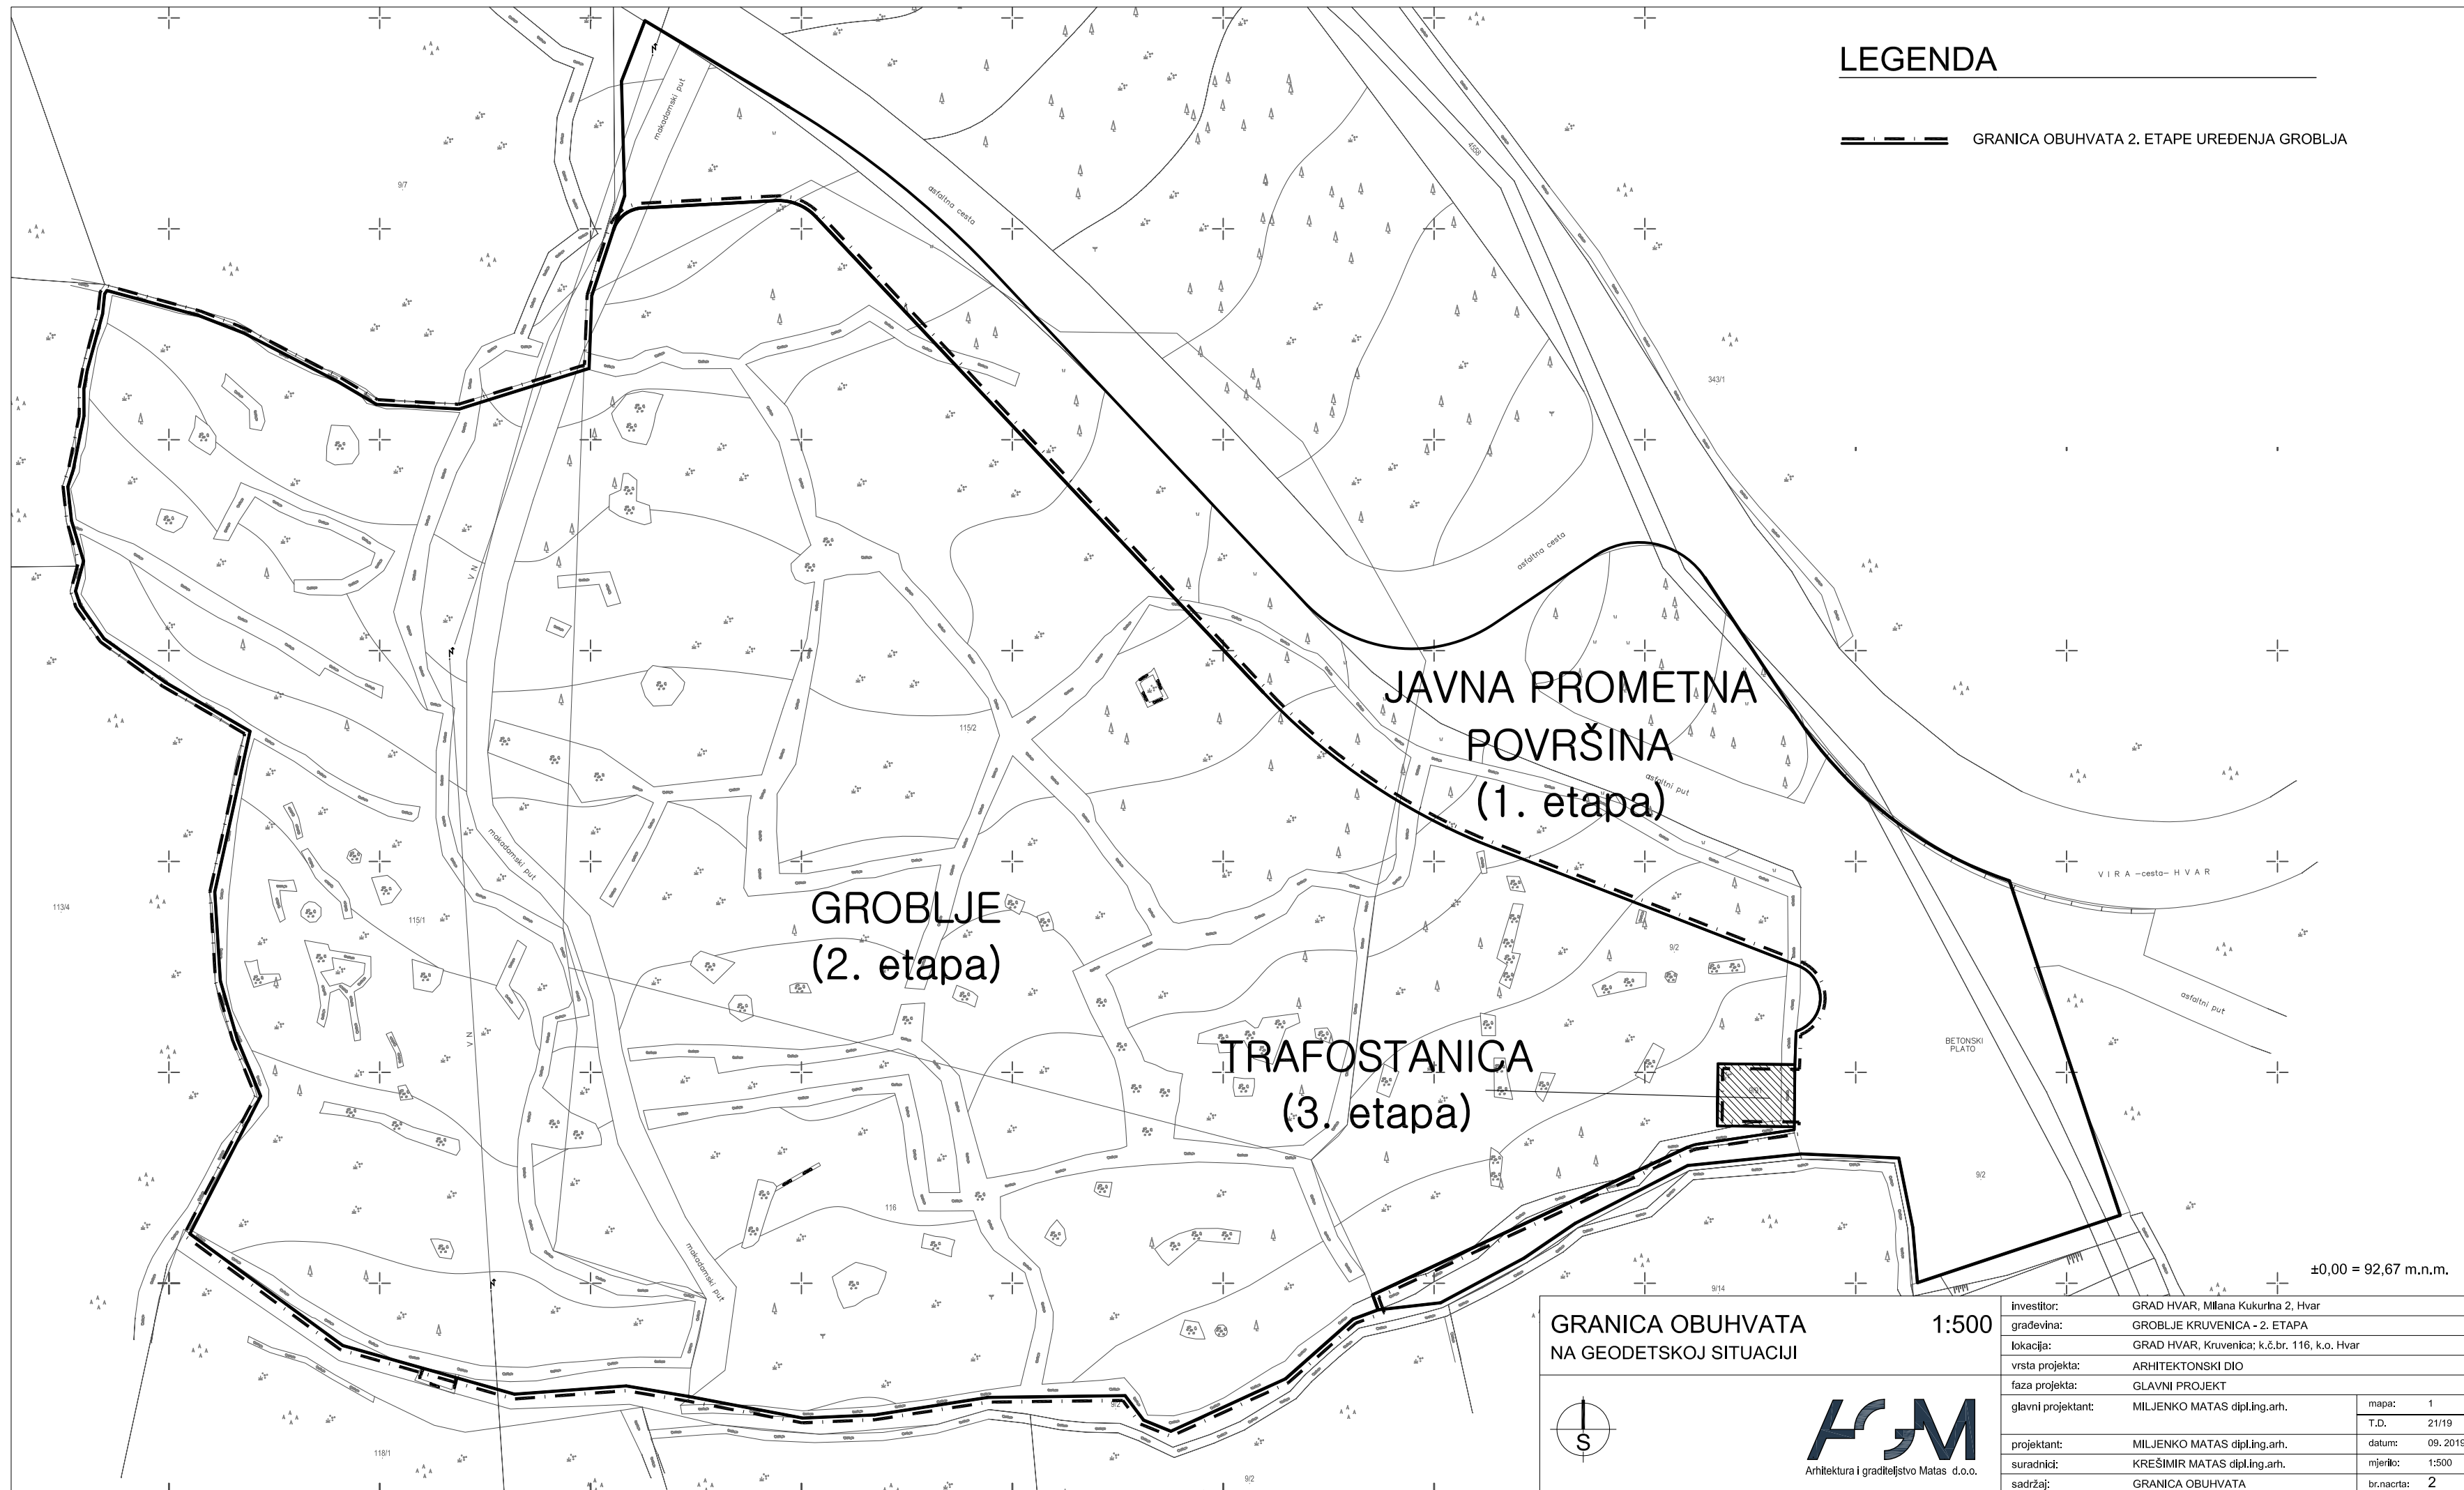 LEGENDA
GRANICA OBUHVATA 2. ETAPE UREĐENJA GROBLJA
makadamski put
9/7
asfaltna cesta
4558
343/1
asfaltna cesta
V N
115/2
JAVNA PROMETNA
POVRŠINA
(1. etapa)
asfaltni put
makadamski put
V I R A -cesta- H V A R
113/4
115/1
GROBLJE
(2. etapa)
9/2
asfaltni put
V N
BETONSKI
PLATO
TRAFOSTANICA
(3. etapa)
9/2
116
makadamski put
9/14
±0,00 = 92,67 m.n.m.
9/2
118/1
9/2
GRANICA OBUHVATA 1:500
NA GEODETSKOJ SITUACIJI
S
AGM
Arhitektura i graditeljstvo Matas d.o.o.
investitor: GRAD HVAR, Milana Kukurina 2, Hvar
građevina: GROBLJE KRUVENICA - 2. ETAPA
lokacija: GRAD HVAR, Kruvenica; k.č.br. 116, k.o. Hvar
vrsta projekta: ARHITEKTONSKI DIO
faza projekta: GLAVNI PROJEKT
glavni projektant: MILJENKO MATAS dipl.ing.arh. mapa: 1
T.D. 21/19
projektant: MILJENKO MATAS dipl.ing.arh. datum: 09. 2019
suradnici: KREŠIMIR MATAS dipl.ing.arh. mjerilo: 1:500
sadržaj: GRANICA OBUHVATA br.nacrta: 2